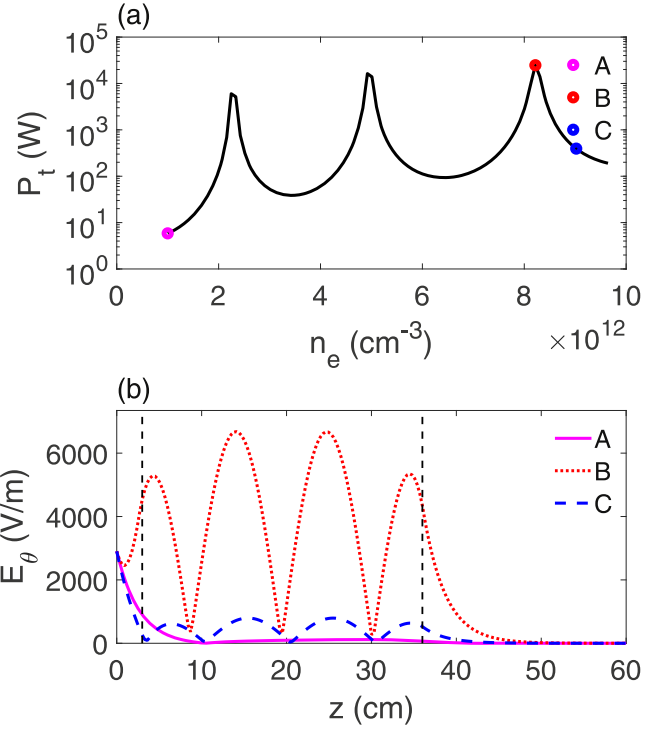 (a)
P_t (W)
10^5
10^4
10^3
10^2
10^1
10^0
A
B
C
0 2 4 6 8 10
n_e (cm^-3) ×10^12
(b)
E_θ (V/m)
6000
4000
2000
0
A
B
C
0 10 20 30 40 50 60
z (cm)